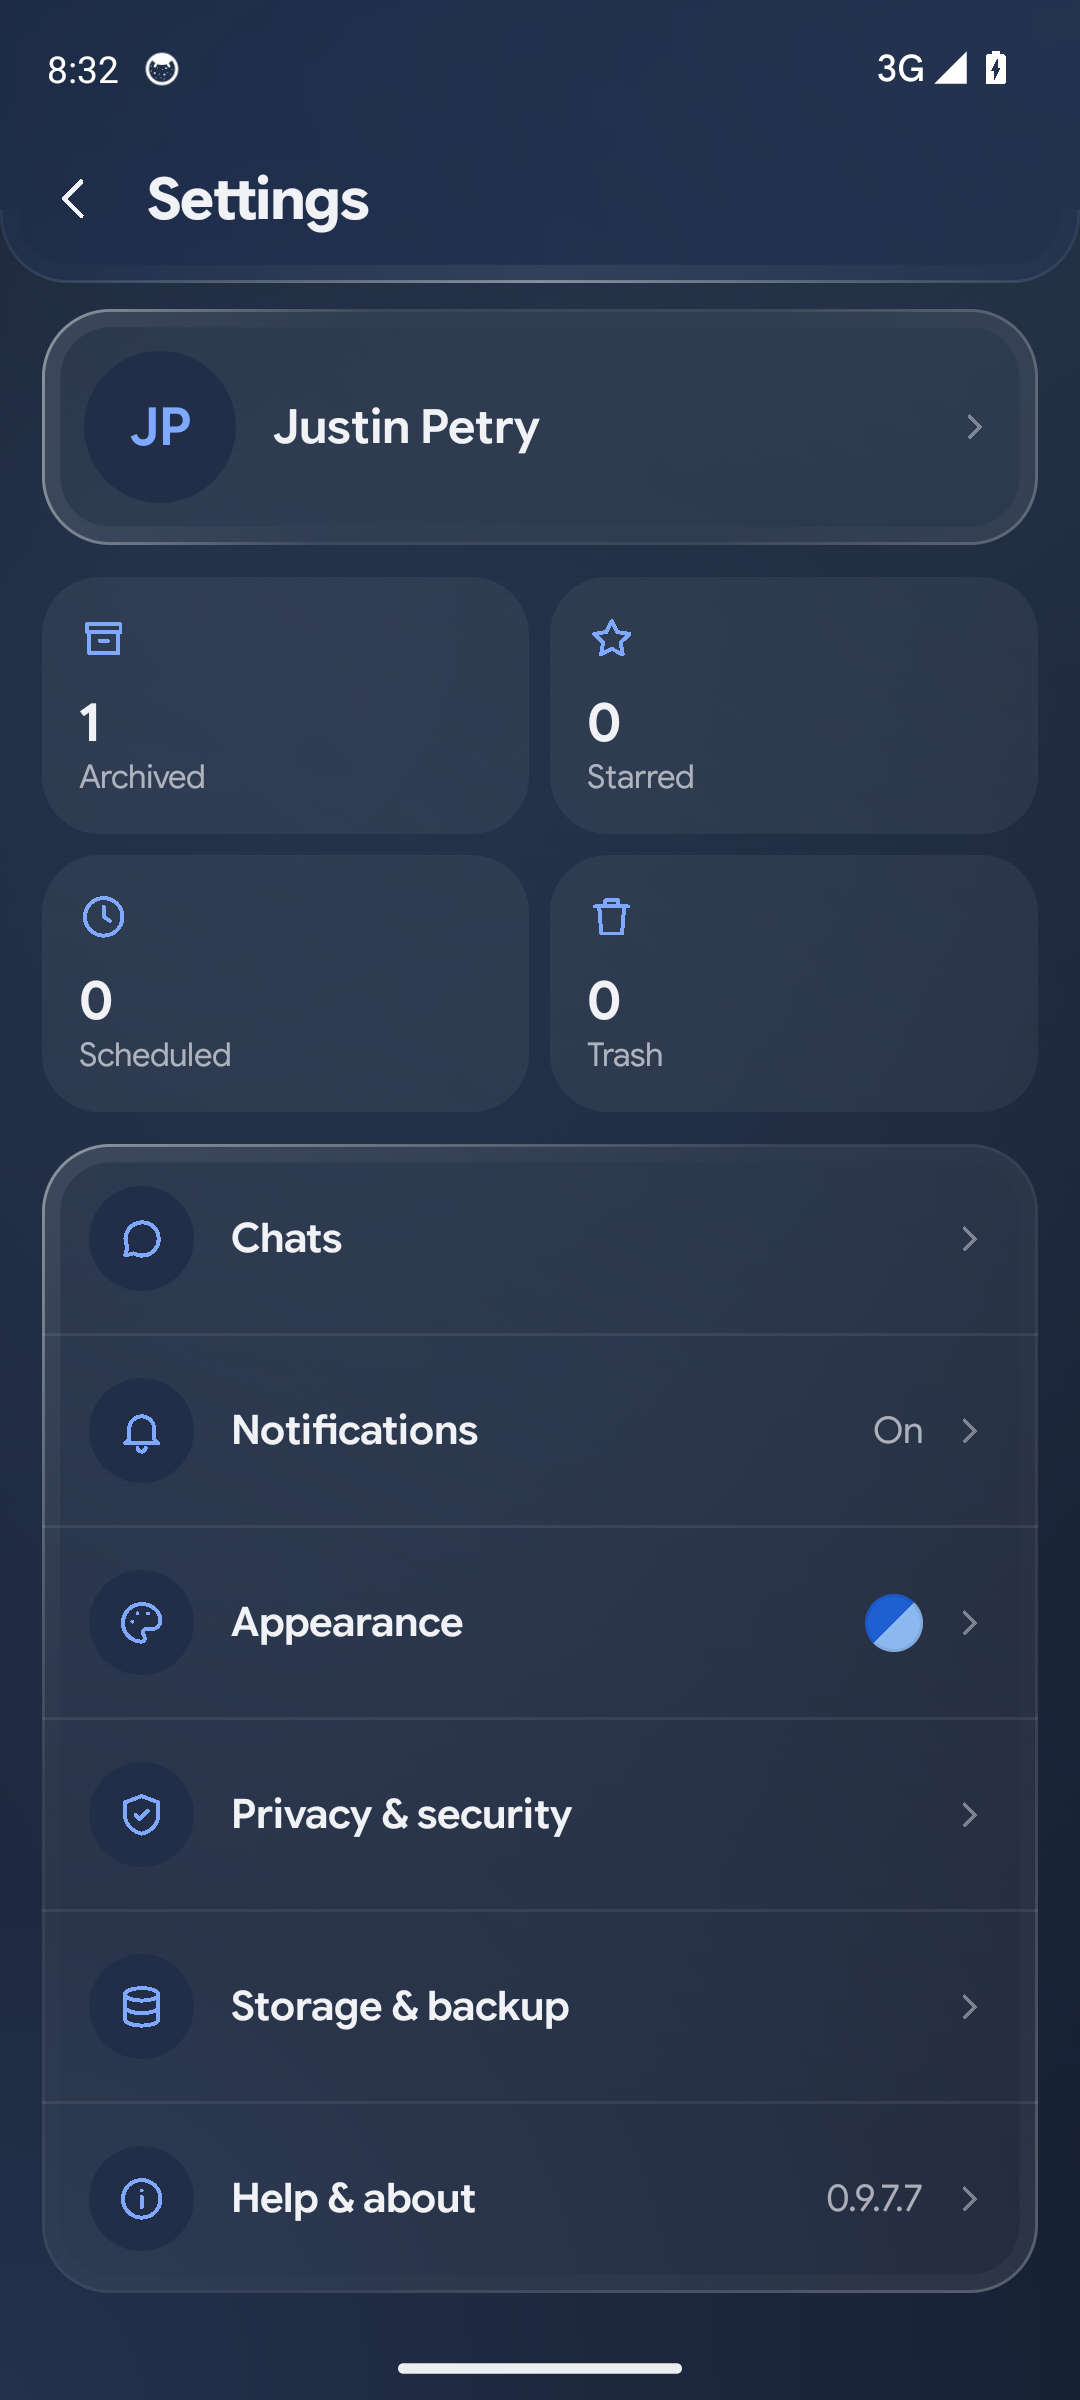 8:32
3G
Settings
JP
Justin Petry
1
Archived
0
Starred
0
Scheduled
0
Trash
Chats
Notifications
On
Appearance
Privacy & security
Storage & backup
Help & about
0.9.7.7